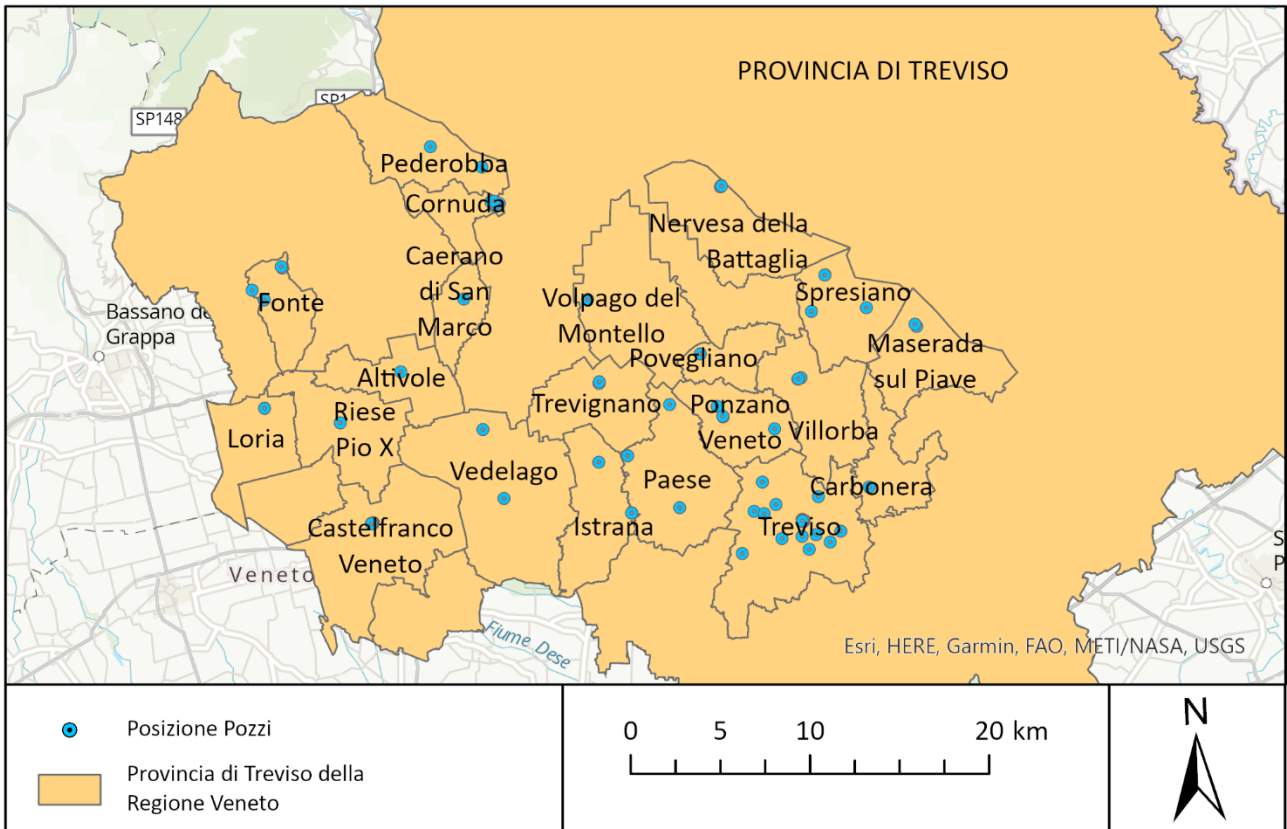 PROVINCIA DI TREVISO
SP1
SP148
Pederobba
Cornuda
Nervesa della
Battaglia
Caerano
di San
Marco
Volpago del
Montello
Spresiano
Fonte
Bassano de
Grappa
Maserada
sul Piave
Povegliano
Altivole
Trevignano
Ponzano
Veneto
Villorba
Riese
Pio X
Loria
Vedelago
Paese
Carbonera
Castelfranco
Veneto
Istrana
Treviso
Veneto
S
P
Fiume Dese
Esri, HERE, Garmin, FAO, METI/NASA, USGS
Posizione Pozzi
Provincia di Treviso della
Regione Veneto
0 5 10 20 km
N